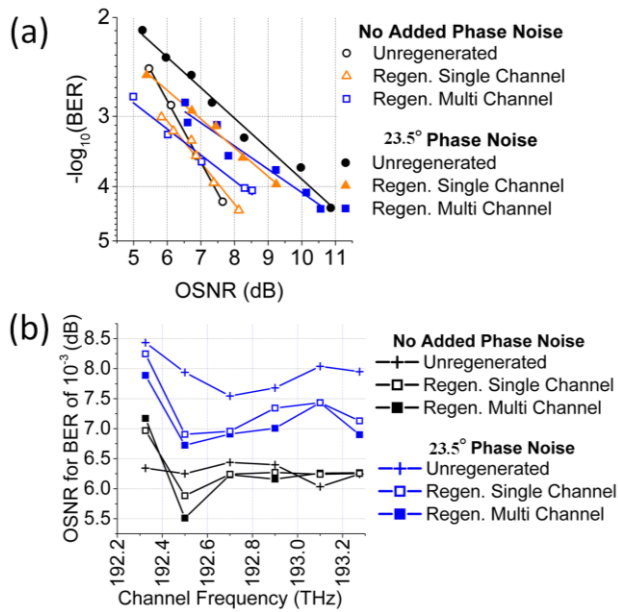 (a)
2
3
4
5
-log10(BER)
5 6 7 8 9 10 11
OSNR (dB)
No Added Phase Noise
Unregenerated
Regen. Single Channel
Regen. Multi Channel
23.5° Phase Noise
Unregenerated
Regen. Single Channel
Regen. Multi Channel
(b)
8.5
8.0
7.5
7.0
6.5
6.0
5.5
OSNR for BER of 10⁻³ (dB)
192.2 192.4 192.6 192.8 193.0 193.2
Channel Frequency (THz)
No Added Phase Noise
Unregenerated
Regen. Single Channel
Regen. Multi Channel
23.5° Phase Noise
Unregenerated
Regen. Single Channel
Regen. Multi Channel